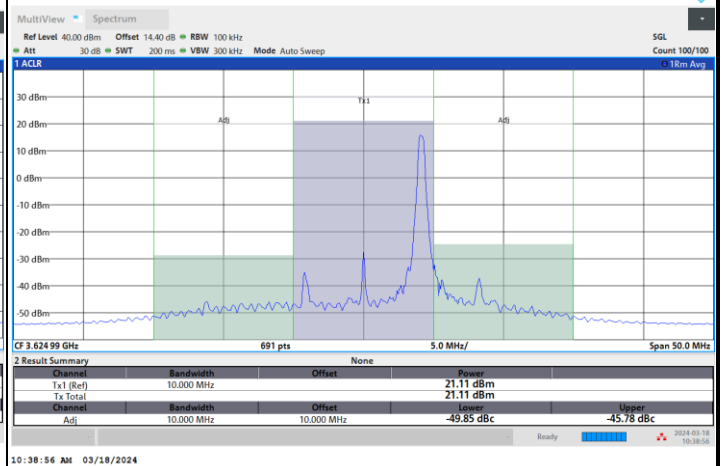 MultiView Spectrum
Ref Level 40.00 dBm Offset 14.40 dB RBW 100 kHz SGL
Att 30 dB SWT 200 ms VBW 300 kHz Mode Auto Sweep Count 100/100
1 ACLR 1Rm Avg
30 dBm
Tx1
Adj Adj
20 dBm
10 dBm
0 dBm
-10 dBm
-20 dBm
-30 dBm
-40 dBm
-50 dBm
CF 3.624 99 GHz 691 pts 5.0 MHz/ Span 50.0 MHz
2 Result Summary None
Channel Bandwidth Offset Power
Tx1 (Ref) 10.000 MHz 21.11 dBm
Tx Total 21.11 dBm
Channel Bandwidth Offset Lower Upper
Adj 10.000 MHz 10.000 MHz -49.85 dBc -45.78 dBc
Ready 2024-03-18
10:38:56
10:38:56 AM 03/18/2024